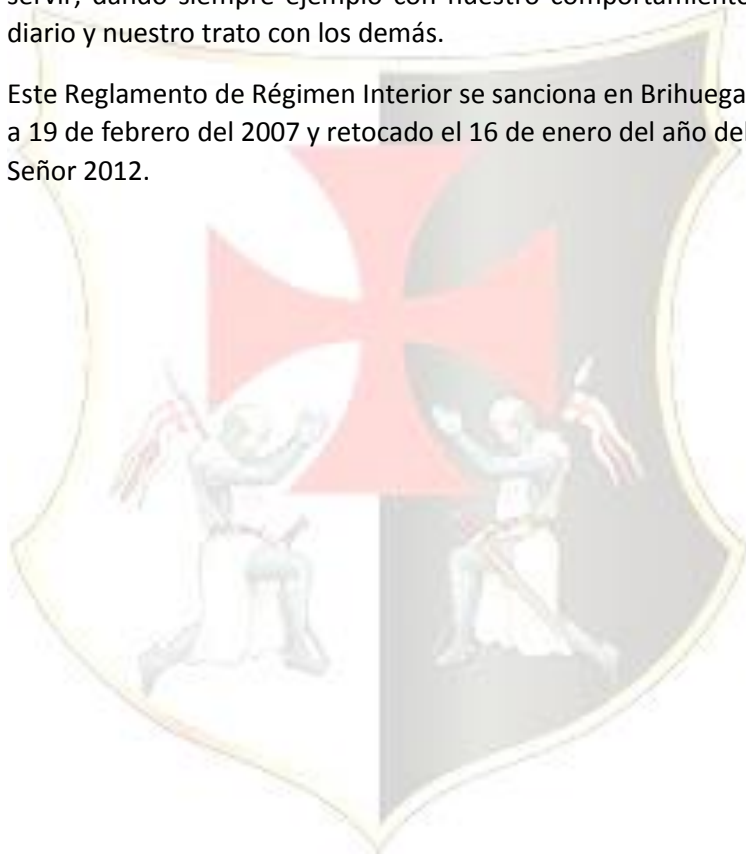 servir, dando siempre ejemplo con nuestro comportamiento
diario y nuestro trato con los demás.
Este Reglamento de Régimen Interior se sanciona en Brihuega
a 19 de febrero del 2007 y retocado el 16 de enero del año del
Señor 2012.